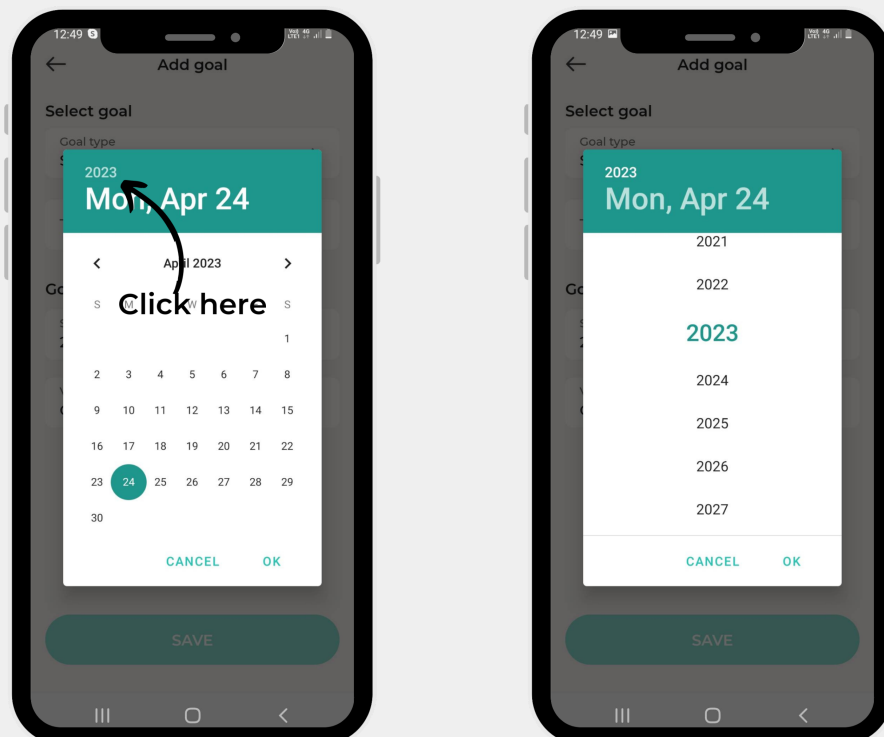 12:49
Add goal
Select goal
Goal type
2023
Mon, Apr 24
April 2023
Click here
S M W S
1
2 3 4 5 6 7 8
9 10 11 12 13 14 15
16 17 18 19 20 21 22
23 24 25 26 27 28 29
30
CANCEL OK
SAVE
12:49
Add goal
Select goal
Goal type
2023
Mon, Apr 24
2021
2022
2023
2024
2025
2026
2027
CANCEL OK
SAVE